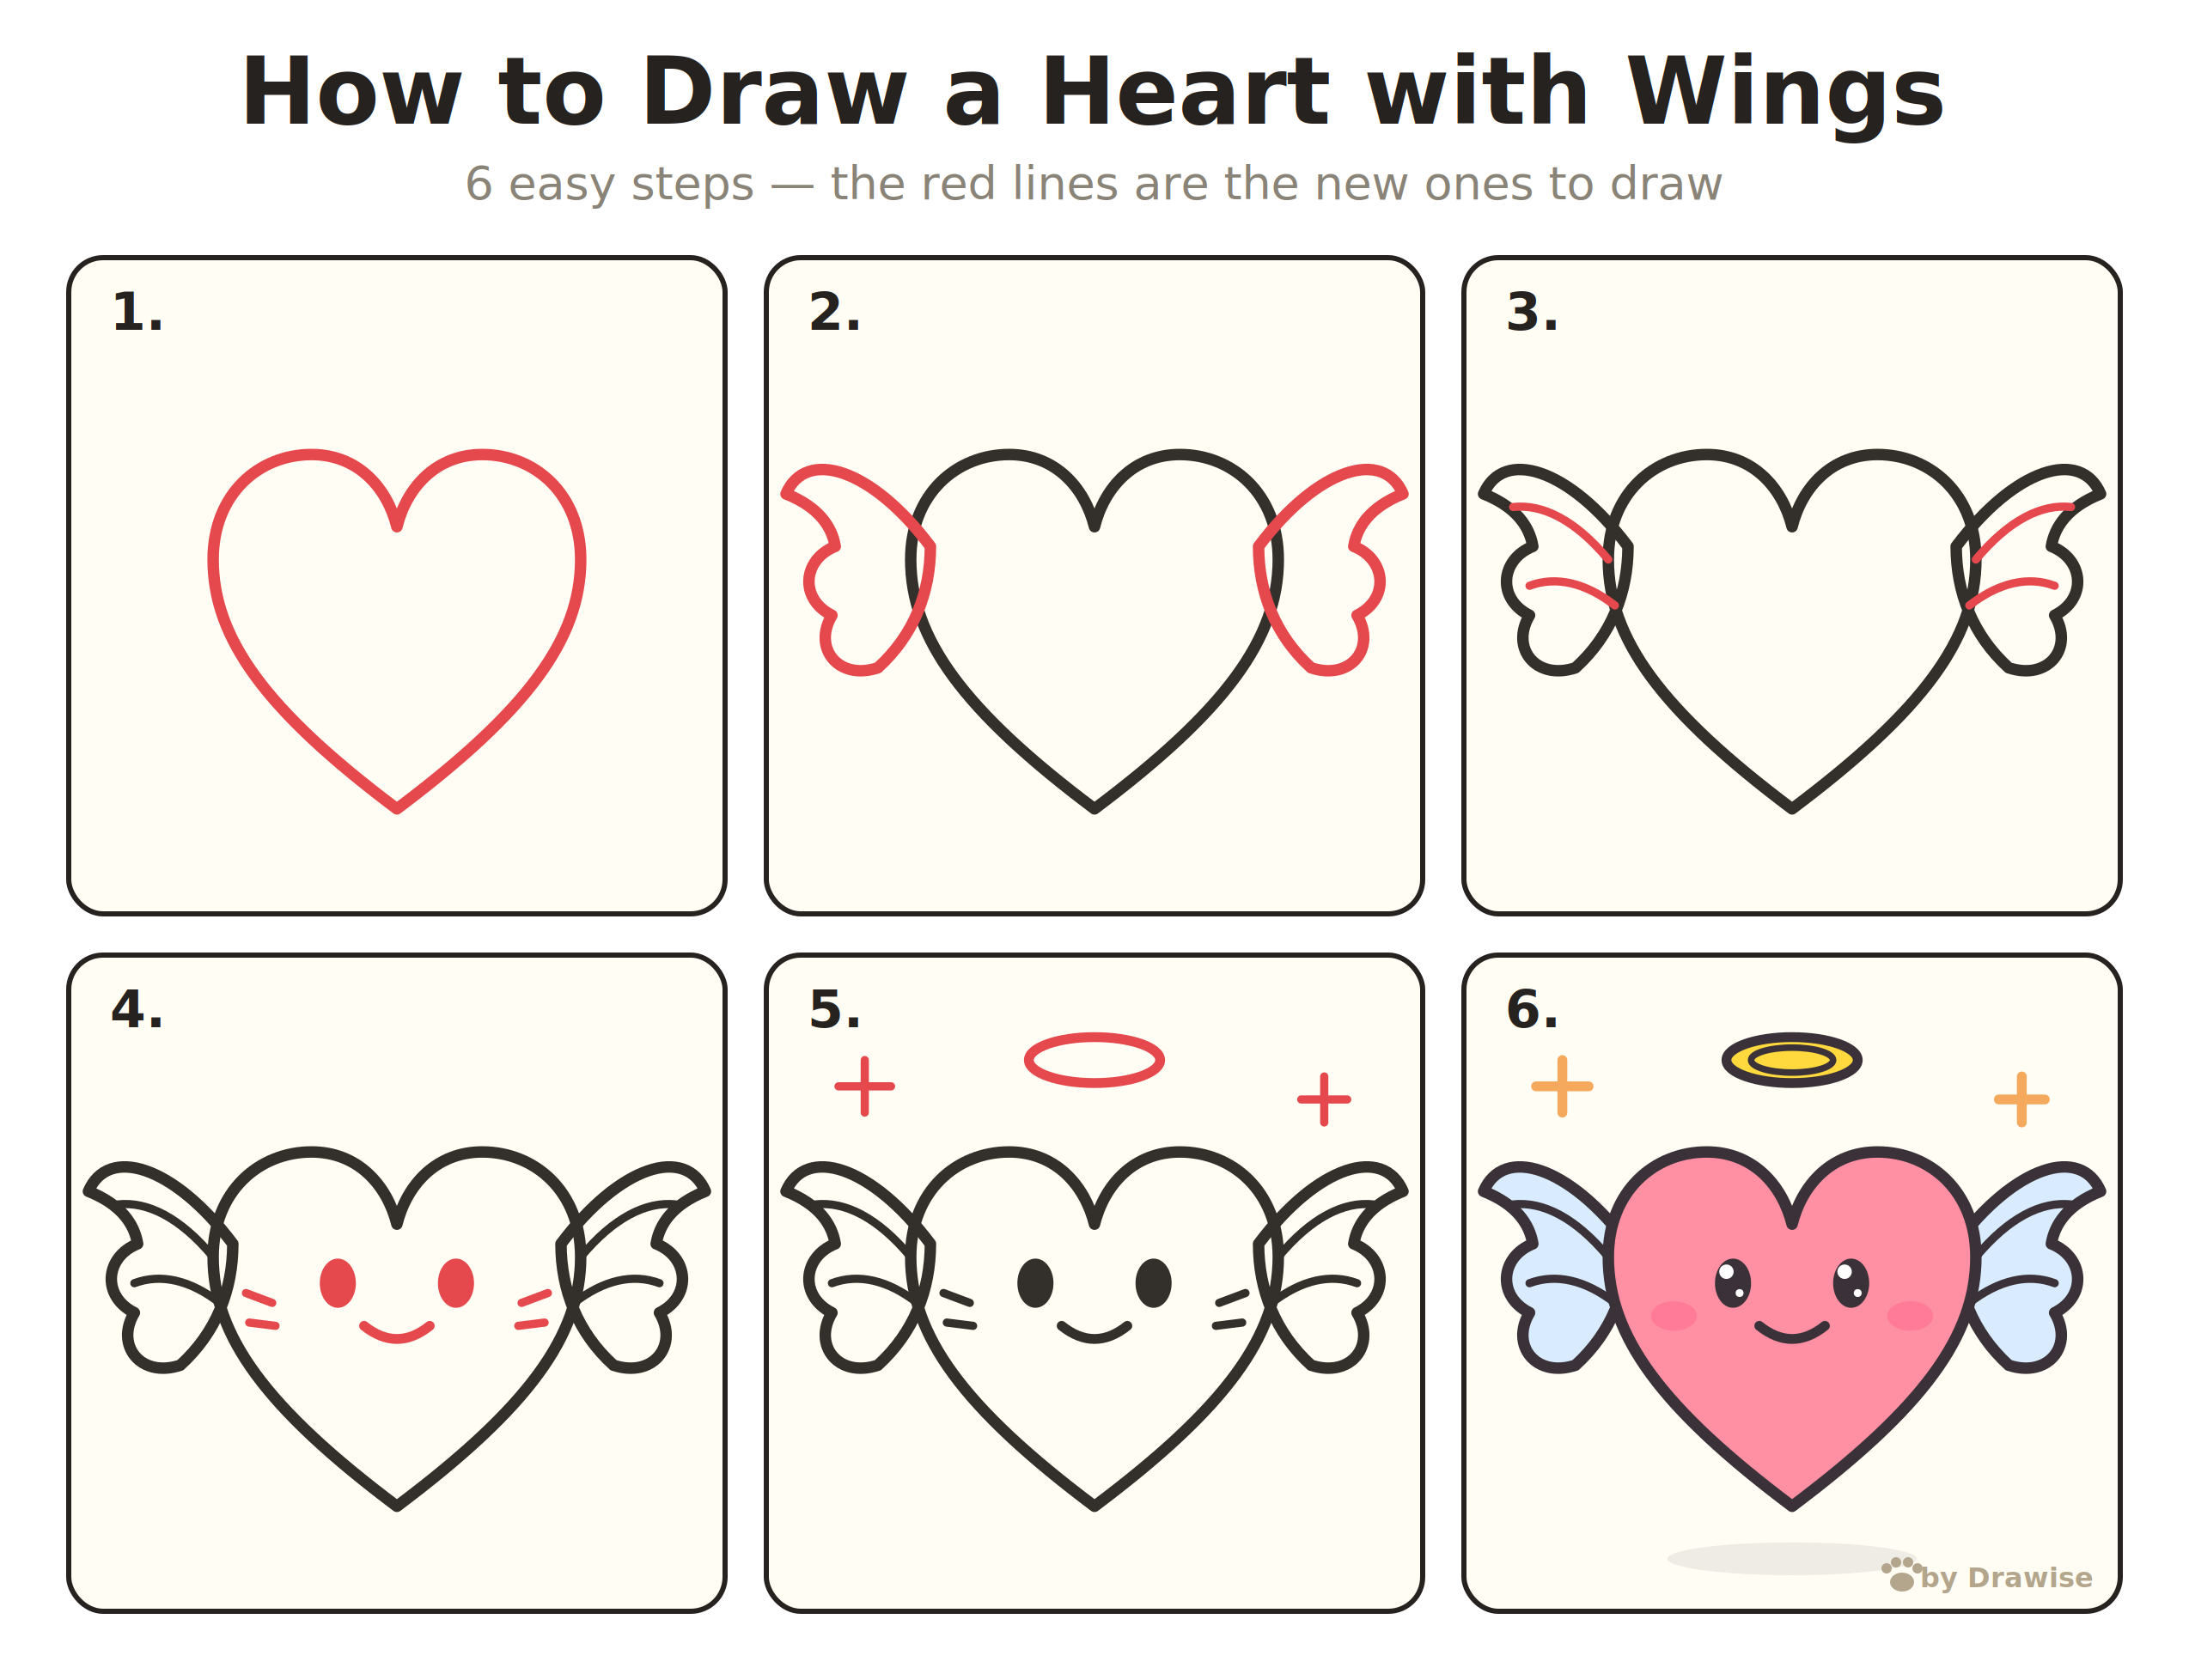 How to Draw a Heart with Wings
6 easy steps — the red lines are the new ones to draw
1.
2.
3.
4.
5.
6.
by Drawise